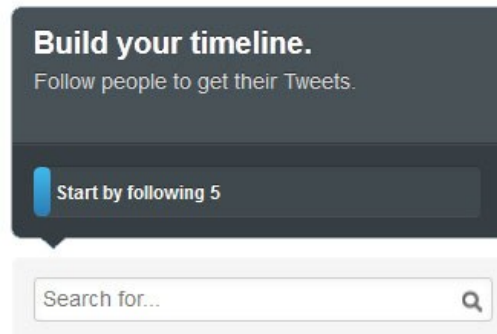 Build your timeline.
Follow people to get their Tweets.
Start by following 5
Search for...